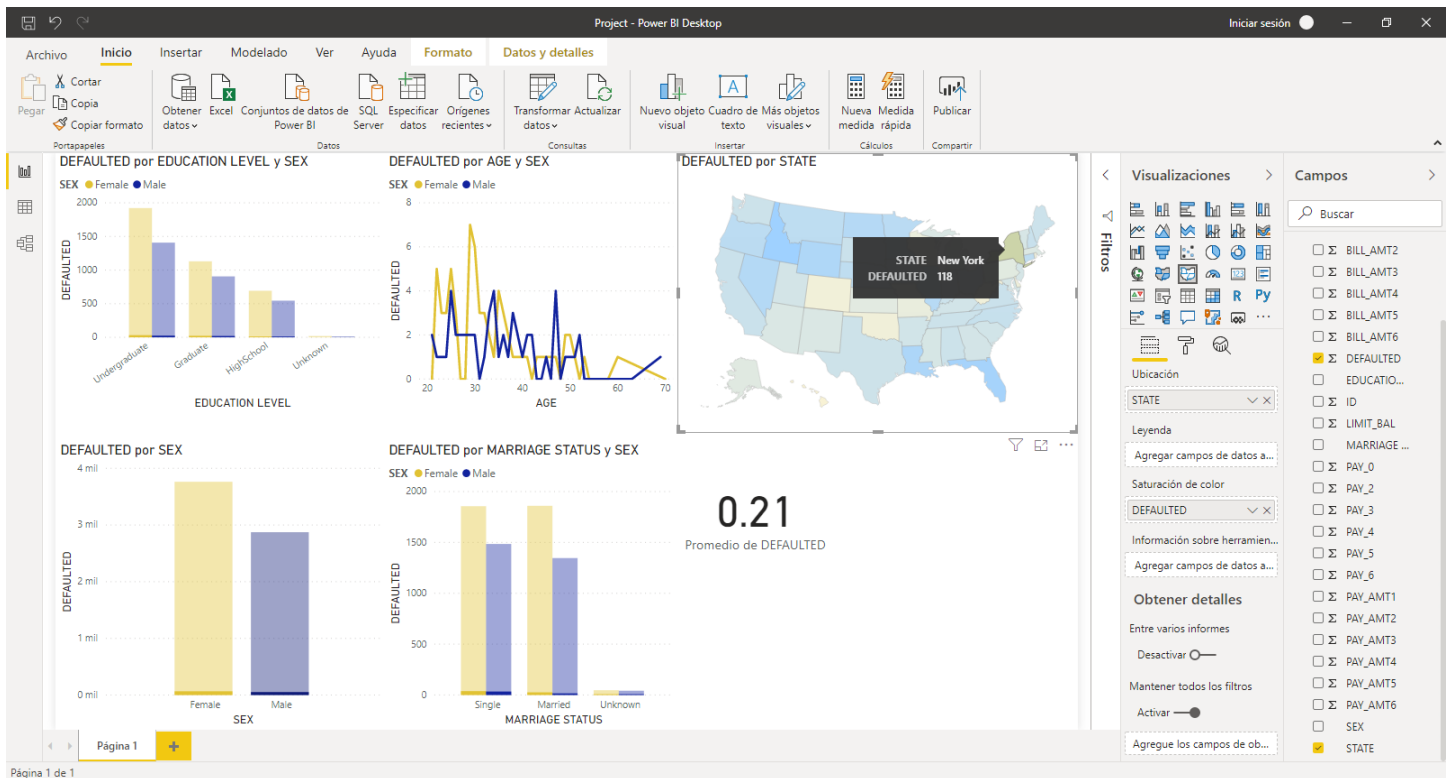 Project - Power BI Desktop
Iniciar sesión
Archivo Inicio Insertar Modelado Ver Ayuda Formato Datos y detalles
Pegar
Cortar
Copia
Copiar formato
Portapapeles
Obtener datos
Excel
Conjuntos de datos de Power BI
SQL Server
Especificar datos
Orígenes recientes
Datos
Transformar datos
Actualizar
Consultas
Nuevo objeto visual
Cuadro de texto
Más objetos visuales
Insertar
Nueva medida
Medida rápida
Cálculos
Publicar
Compartir
DEFAULTED por EDUCATION LEVEL y SEX
SEX Female Male
2000
1500
1000
500
0
DEFAULTED
Undergraduate Graduate HighSchool Unknown
EDUCATION LEVEL
DEFAULTED por AGE y SEX
SEX Female Male
8
6
4
2
0
DEFAULTED
20 30 40 50 60 70
AGE
DEFAULTED por STATE
STATE New York
DEFAULTED 118
DEFAULTED por SEX
4 mil
3 mil
2 mil
1 mil
0 mil
DEFAULTED
Female Male
SEX
DEFAULTED por MARRIAGE STATUS y SEX
SEX Female Male
2000
1500
1000
500
0
DEFAULTED
Single Married Unknown
MARRIAGE STATUS
0.21
Promedio de DEFAULTED
Filtros
Visualizaciones
123
R Py
Ubicación
STATE
Leyenda
Agregar campos de datos a...
Saturación de color
DEFAULTED
Información sobre herramien...
Agregar campos de datos a...
Obtener detalles
Entre varios informes
Desactivar
Mantener todos los filtros
Activar
Agregue los campos de ob...
Campos
Buscar
Σ BILL_AMT2
Σ BILL_AMT3
Σ BILL_AMT4
Σ BILL_AMT5
Σ BILL_AMT6
Σ DEFAULTED
EDUCATIO...
Σ ID
Σ LIMIT_BAL
MARRIAGE ...
Σ PAY_0
Σ PAY_2
Σ PAY_3
Σ PAY_4
Σ PAY_5
Σ PAY_6
Σ PAY_AMT1
Σ PAY_AMT2
Σ PAY_AMT3
Σ PAY_AMT4
Σ PAY_AMT5
Σ PAY_AMT6
SEX
STATE
Página 1
+
Página 1 de 1